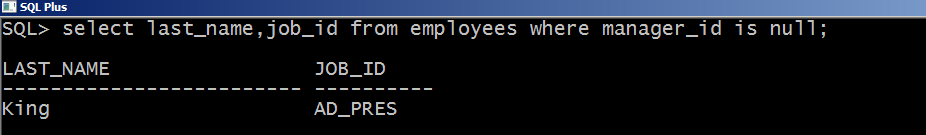 SQL Plus
SQL> select last_name,job_id from employees where manager_id is null;
LAST_NAME                 JOB_ID
------------------------- ----------
King                      AD_PRES